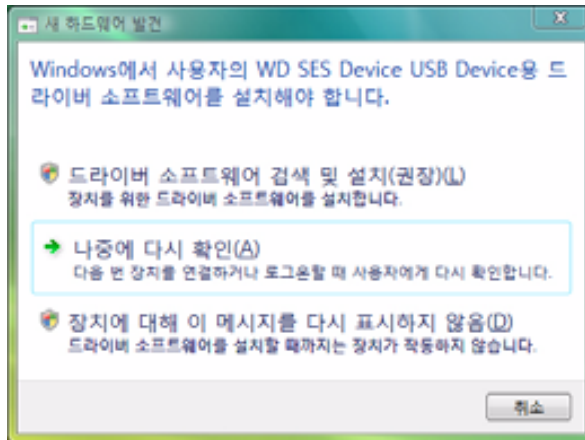 새 하드웨어 발견
Windows에서 사용자의 WD SES Device USB Device용 드
라이버 소프트웨어를 설치해야 합니다.
드라이버 소프트웨어 검색 및 설치(권장)(L)
장치를 위한 드라이버 소프트웨어를 설치합니다.
나중에 다시 확인(A)
다음 번 장치를 연결하거나 로그온할 때 사용자에게 다시 확인합니다.
장치에 대해 이 메시지를 다시 표시하지 않음(D)
드라이버 소프트웨어를 설치할 때까지는 장치가 작동하지 않습니다.
취소